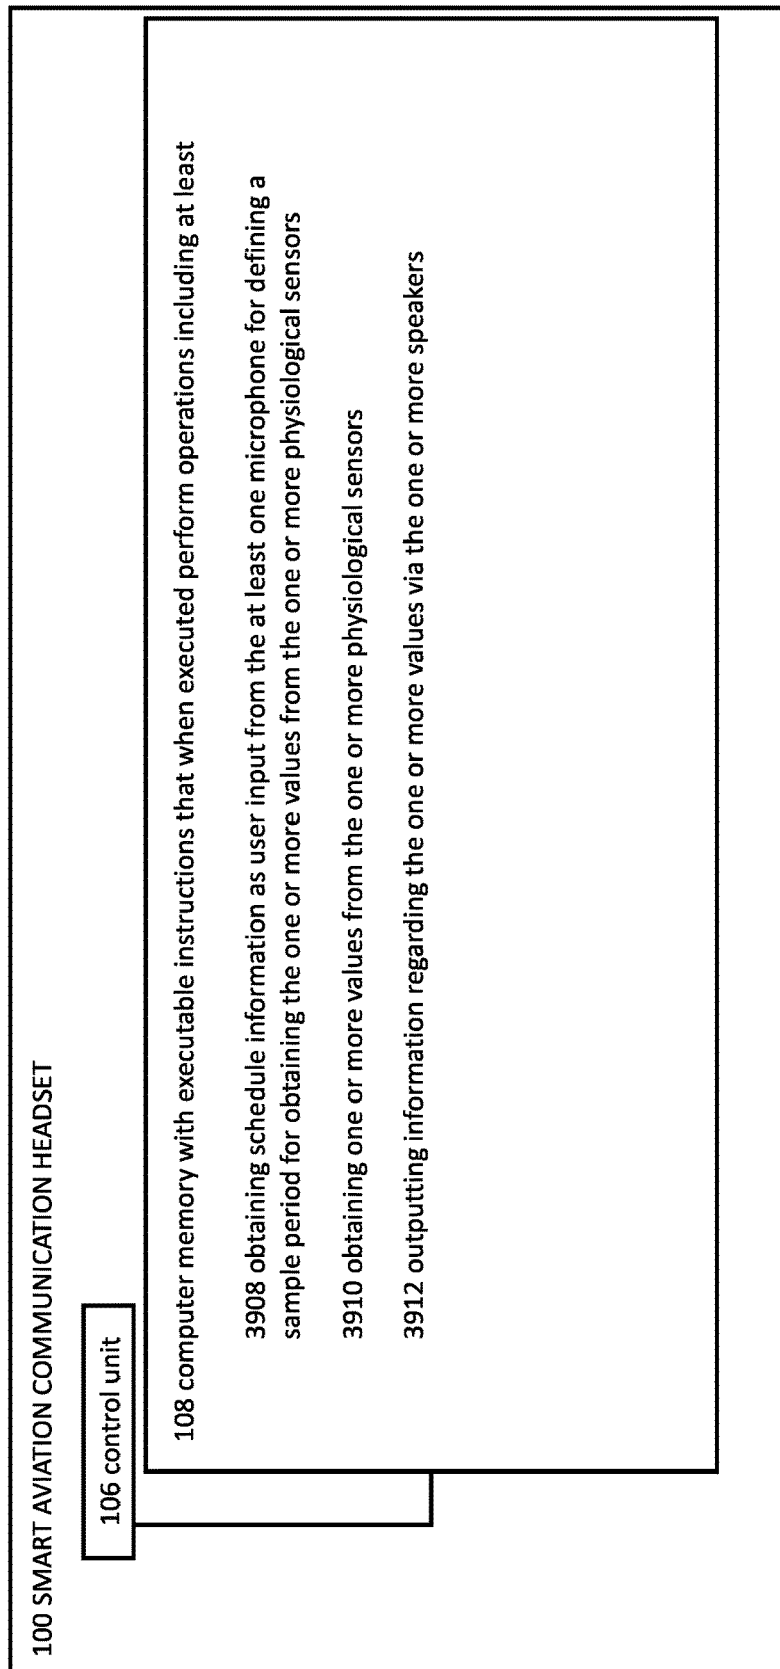 100 SMART AVIATION COMMUNICATION HEADSET
106 control unit
108 computer memory with executable instructions that when executed perform operations including at least
3908 obtaining schedule information as user input from the at least one microphone for defining a
sample period for obtaining the one or more values from the one or more physiological sensors
3910 obtaining one or more values from the one or more physiological sensors
3912 outputting information regarding the one or more values via the one or more speakers